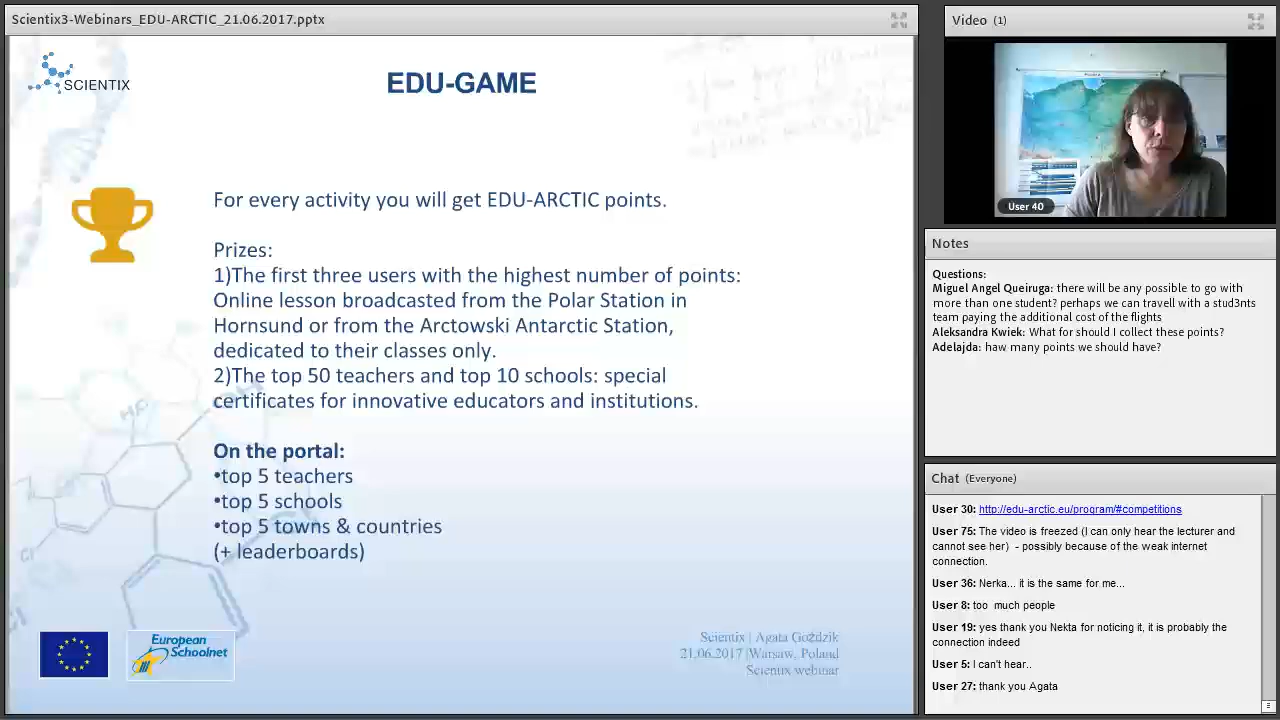 Scientix3-Webinars_EDU-ARCTIC_21.06.2017.pptx
SCIENTIX
EDU-GAME
For every activity you will get EDU-ARCTIC points.
Prizes:
1)The first three users with the highest number of points:
Online lesson broadcasted from the Polar Station in
Hornsund or from the Arctowski Antarctic Station,
dedicated to their classes only.
2)The top 50 teachers and top 10 schools: special
certificates for innovative educators and institutions.
On the portal:
•top 5 teachers
•top 5 schools
•top 5 towns & countries
(+ leaderboards)
European
Schoolnet
Scientix | Agata Goździk
21.06.2017 |Warsaw, Poland
Scientix webinar
Video (1)
User 40
Notes
Questions:
Miguel Angel Queiruga: there will be any possible to go with
more than one student? perhaps we can travell with a stud3nts
team paying the additional cost of the flights
Aleksandra Kwiek: What for should I collect these points?
Adelajda: haw many points we should have?
Chat (Everyone)
User 30: http://edu-arctic.eu/program/#competitions
User 75: The video is freezed (I can only hear the lecturer and
cannot see her) - possibly because of the weak internet
connection.
User 36: Nerka... it is the same for me...
User 8: too much people
User 19: yes thank you Nekta for noticing it, it is probably the
connection indeed
User 5: I can't hear..
User 27: thank you Agata